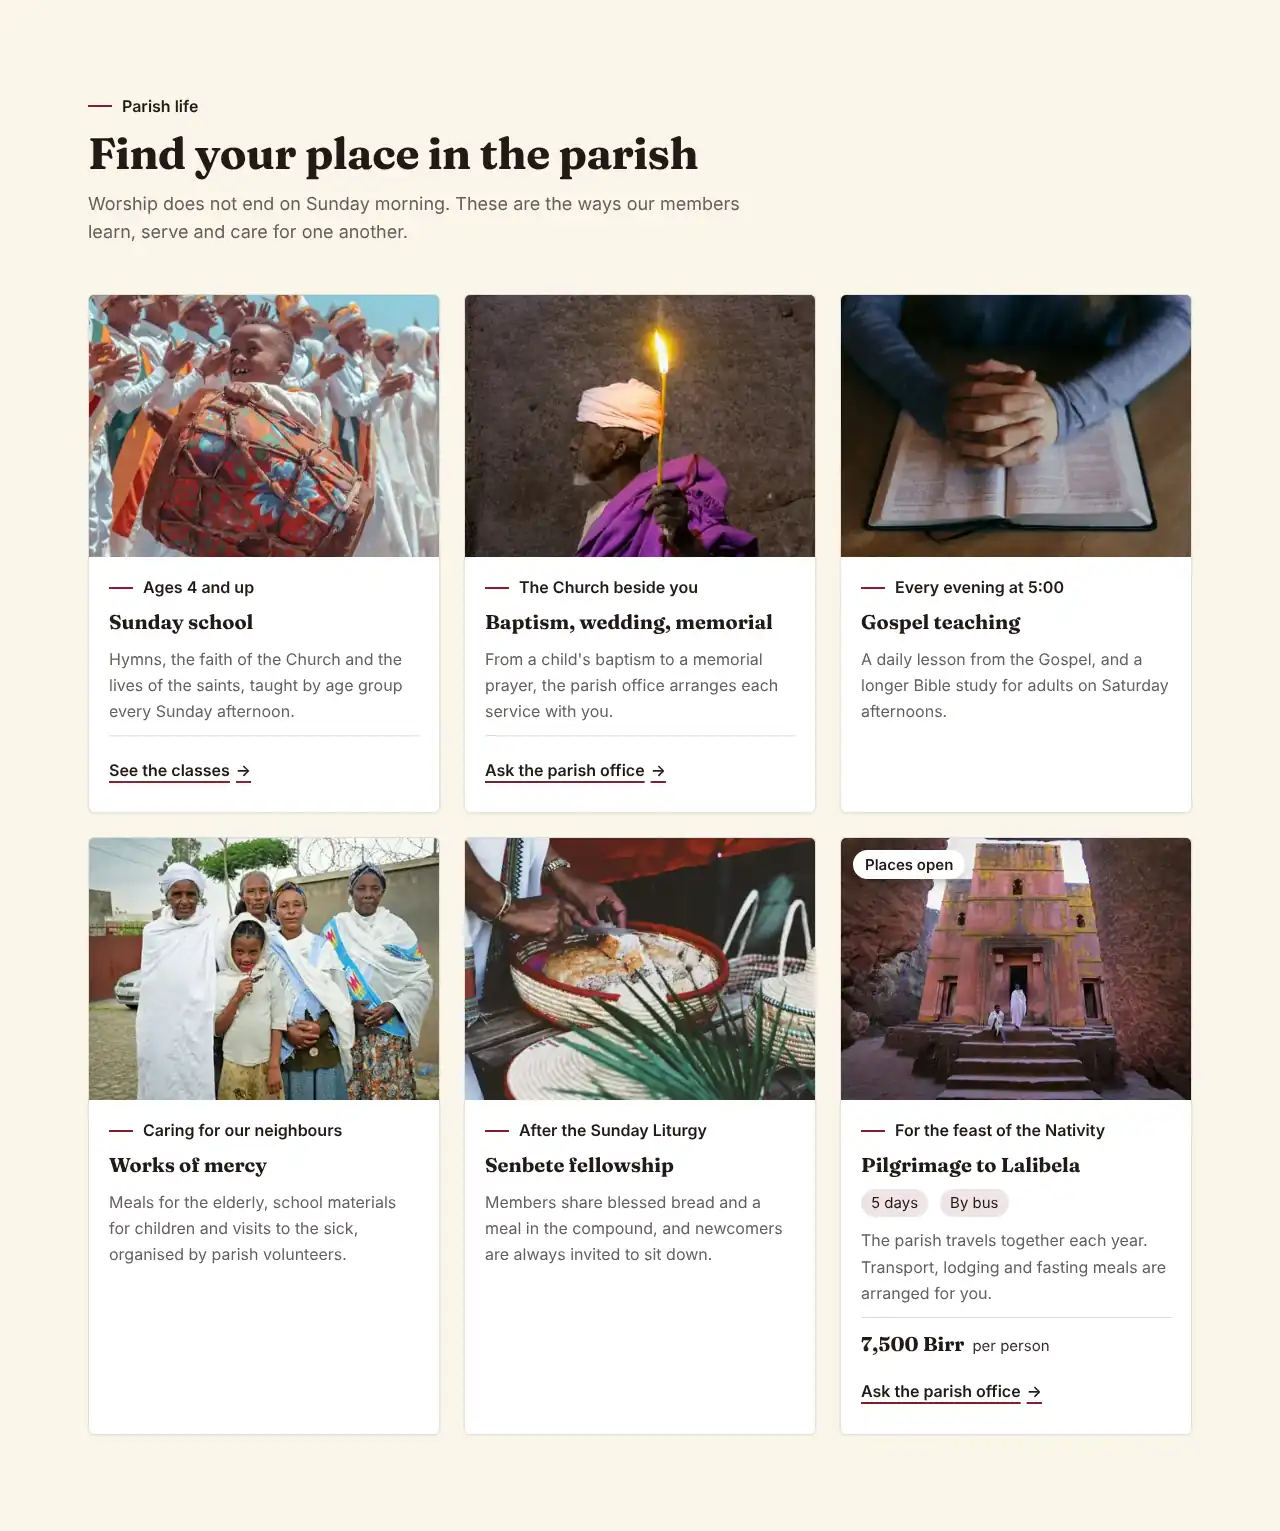 Parish life
Find your place in the parish
Worship does not end on Sunday morning. These are the ways our members
learn, serve and care for one another.
Ages 4 and up
Sunday school
Hymns, the faith of the Church and the
lives of the saints, taught by age group
every Sunday afternoon.
See the classes →
The Church beside you
Baptism, wedding, memorial
From a child's baptism to a memorial
prayer, the parish office arranges each
service with you.
Ask the parish office →
Every evening at 5:00
Gospel teaching
A daily lesson from the Gospel, and a
longer Bible study for adults on Saturday
afternoons.
Caring for our neighbours
Works of mercy
Meals for the elderly, school materials
for children and visits to the sick,
organised by parish volunteers.
After the Sunday Liturgy
Senbete fellowship
Members share blessed bread and a
meal in the compound, and newcomers
are always invited to sit down.
Places open
For the feast of the Nativity
Pilgrimage to Lalibela
5 days By bus
The parish travels together each year.
Transport, lodging and fasting meals are
arranged for you.
7,500 Birr per person
Ask the parish office →